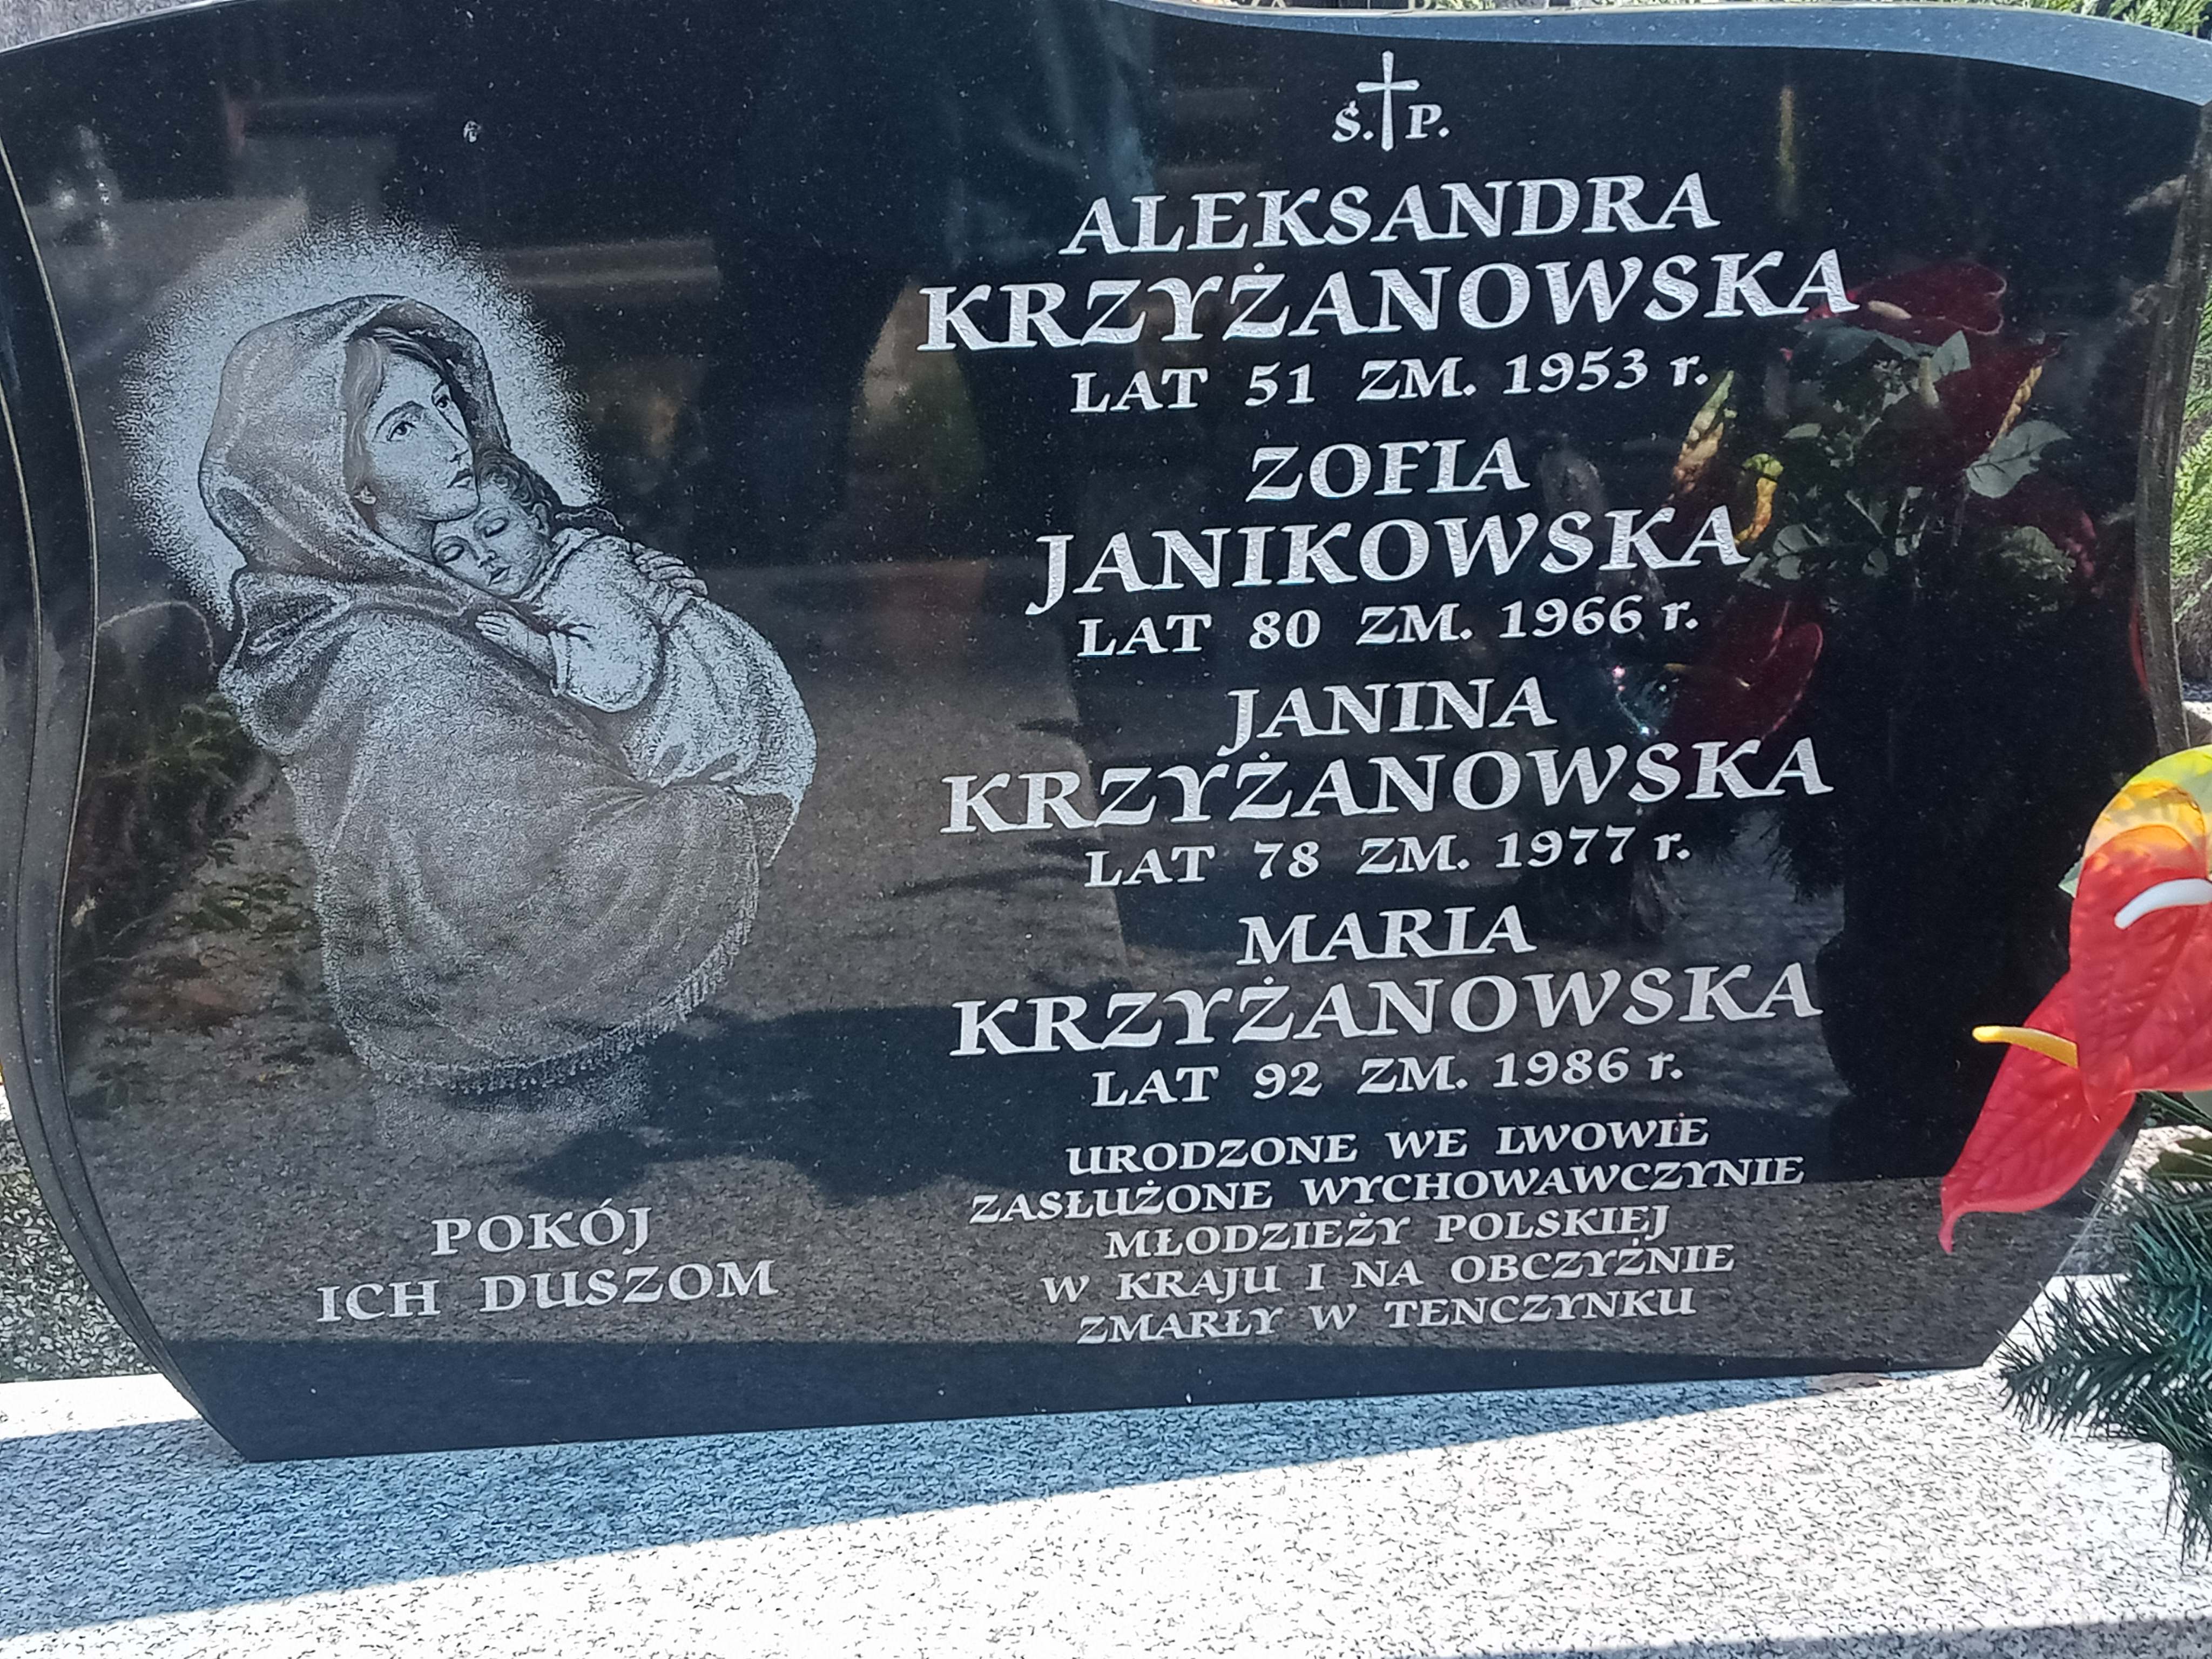 Ś. P.
ALEKSANDRA
KRZYŻANOWSKA
LAT 51 ZM. 1953 r.
ZOFIA
JANIKOWSKA
LAT 80 ZM. 1966 r.
JANINA
KRZYŻANOWSKA
LAT 78 ZM. 1977 r.
MARIA
KRZYŻANOWSKA
LAT 92 ZM. 1986 r.
URODZONE WE LWOWIE
ZASŁUŻONE WYCHOWAWCZYNIE
MŁODZIEŻY POLSKIEJ
W KRAJU I NA OBCZYŹNIE
ZMARŁY W TENCZYNKU
POKÓJ
ICH DUSZOM